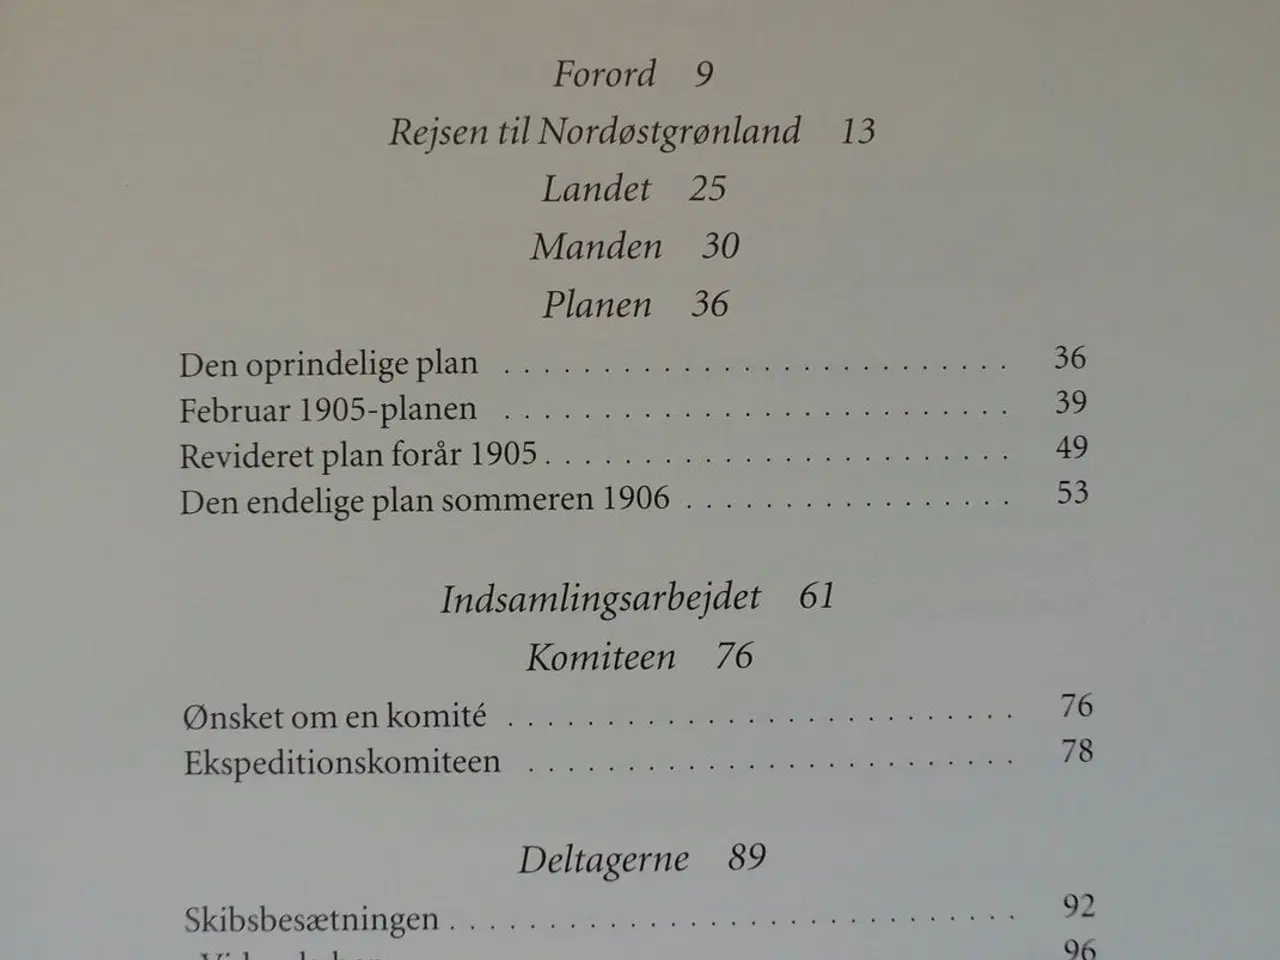 Forord 9
Rejsen til Nordøstgrønland 13
Landet 25
Manden 30
Planen 36
Den oprindelige plan . . . . . . . . . . . . . . . . . . . . . . . . . . 36
Februar 1905-planen . . . . . . . . . . . . . . . . . . . . . . . . . . 39
Revideret plan forår 1905 . . . . . . . . . . . . . . . . . . . . . . . . 49
Den endelige plan sommeren 1906 . . . . . . . . . . . . . . . . . 53
Indsamlingsarbejdet 61
Komiteen 76
Ønsket om en komité . . . . . . . . . . . . . . . . . . . . . . . . . . 76
Ekspeditionskomiteen . . . . . . . . . . . . . . . . . . . . . . . . . 78
Deltagerne 89
Skibsbesætningen . . . . . . . . . . . . . . . . . . . . . . . . . . . . . 92
96